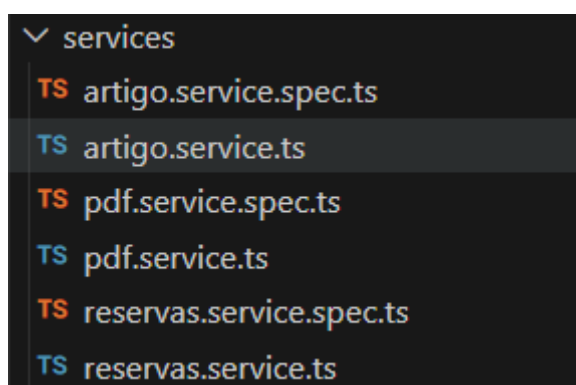 services
TS artigo.service.spec.ts
TS artigo.service.ts
TS pdf.service.spec.ts
TS pdf.service.ts
TS reservas.service.spec.ts
TS reservas.service.ts